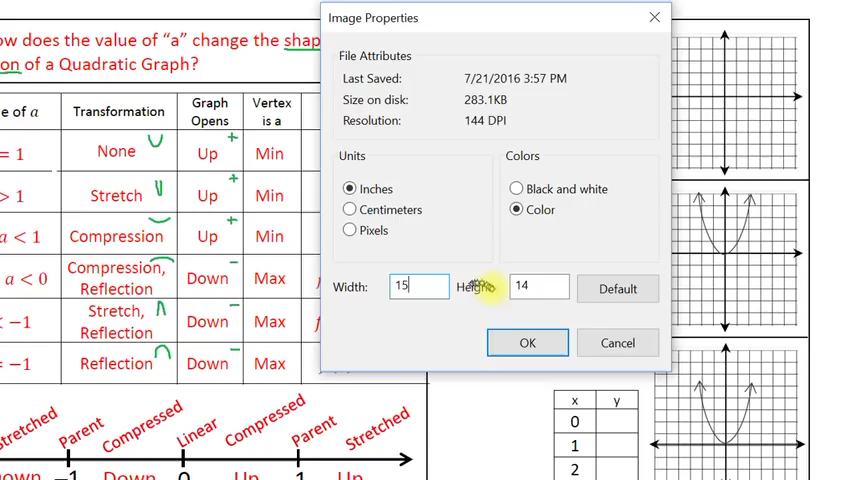 ow does the value of "a" change the shap
on of a Quadratic Graph?
e of a
Transformation
Graph Opens
Vertex is a
= 1
None
Up
+
Min
> 1
Stretch
Up
+
Min
a < 1
Compression
Up
+
Min
a < 0
Compression, Reflection
Down
−
Max
< −1
Stretch, Reflection
Down
−
Max
= −1
Reflection
Down
−
Max
Stretched
Parent
Compressed
Linear
Compressed
Parent
Stretched
Down
−1
Down
0
Up
1
Up
Image Properties
File Attributes
Last Saved: 7/21/2016 3:57 PM
Size on disk: 283.1KB
Resolution: 144 DPI
Units
Inches
Centimeters
Pixels
Colors
Black and white
Color
Width: 15
Height: 14
Default
OK
Cancel
x y
0
1
2